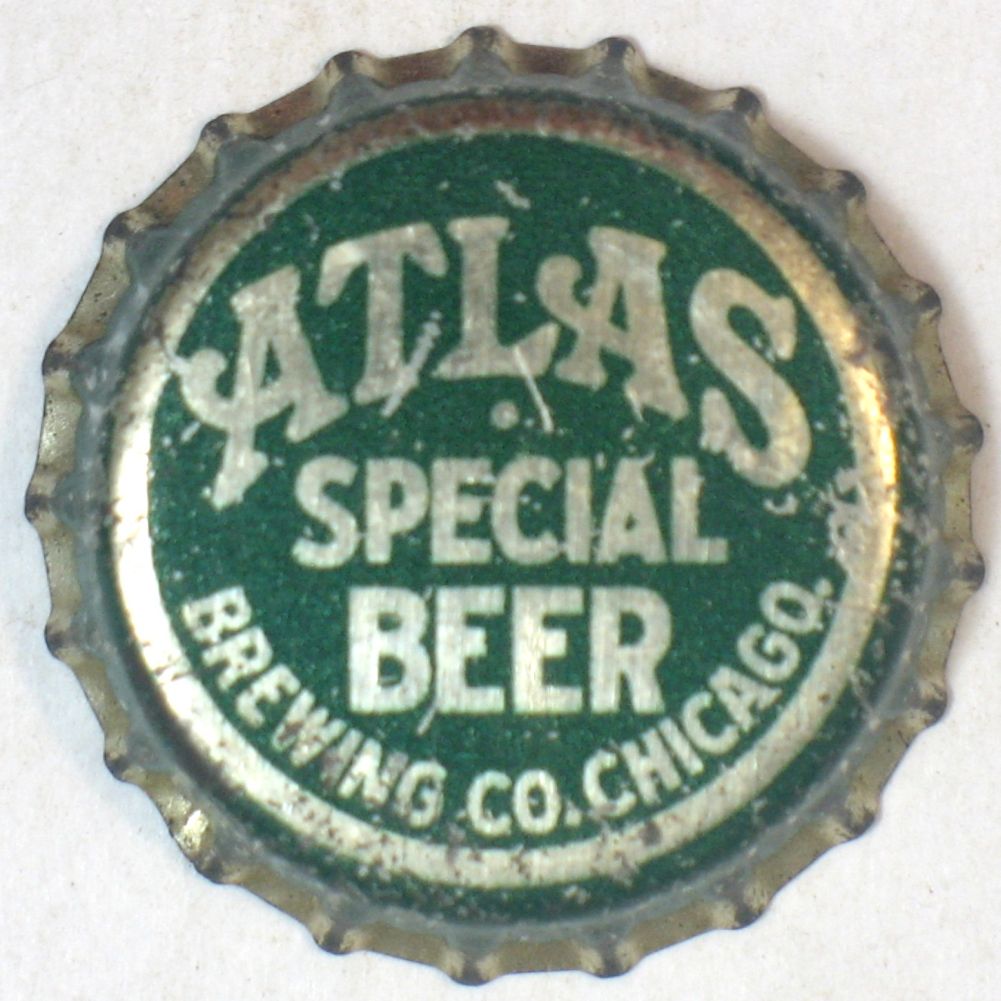 ATLAS
SPECIAL
BEER
BREWING CO. CHICAGO.